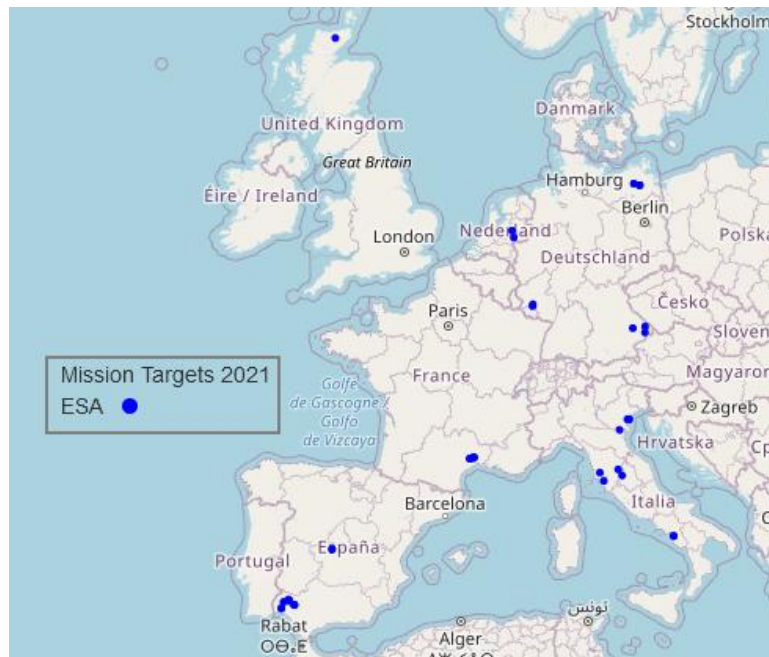 Stockholm
Danmark
United Kingdom
Great Britain
Hamburg
Éire / Ireland
Berlin
Nederland
Polska
London
Deutschland
Česko
Paris
Sloven
Mission Targets 2021
ESA
France
Magyaror
Golfe
de Gascogne /
Golfo
de Vizcaya
Zagreb
Hrvatska
Ср
Barcelona
Italia
España
Portugal
Rabat
ⵔⴱⴰⵟ
تونس
Alger